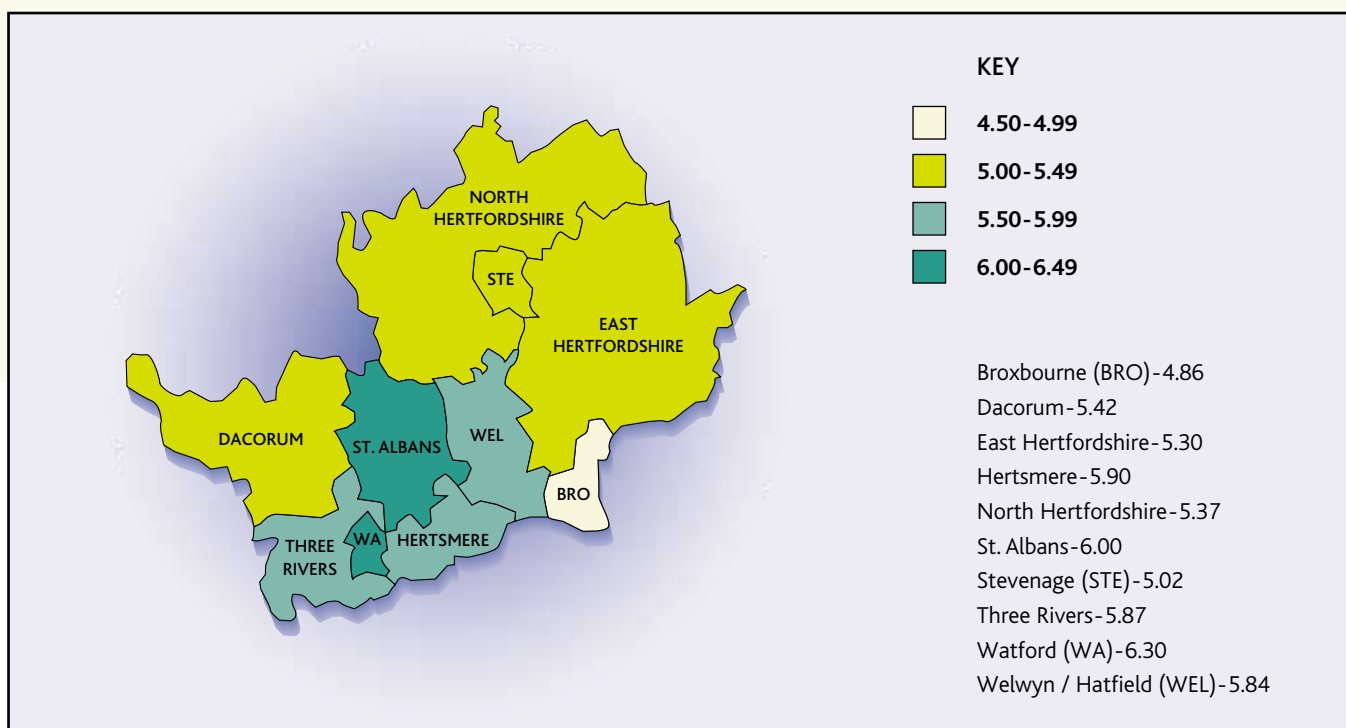 KEY
4.50-4.99
5.00-5.49
5.50-5.99
6.00-6.49
NORTH
HERTFORDSHIRE
STE
EAST
HERTFORDSHIRE
DACORUM
ST. ALBANS
WEL
BRO
THREE
RIVERS
WA
HERTSMERE
Broxbourne (BRO)-4.86
Dacorum-5.42
East Hertfordshire-5.30
Hertsmere-5.90
North Hertfordshire-5.37
St. Albans-6.00
Stevenage (STE)-5.02
Three Rivers-5.87
Watford (WA)-6.30
Welwyn / Hatfield (WEL)-5.84